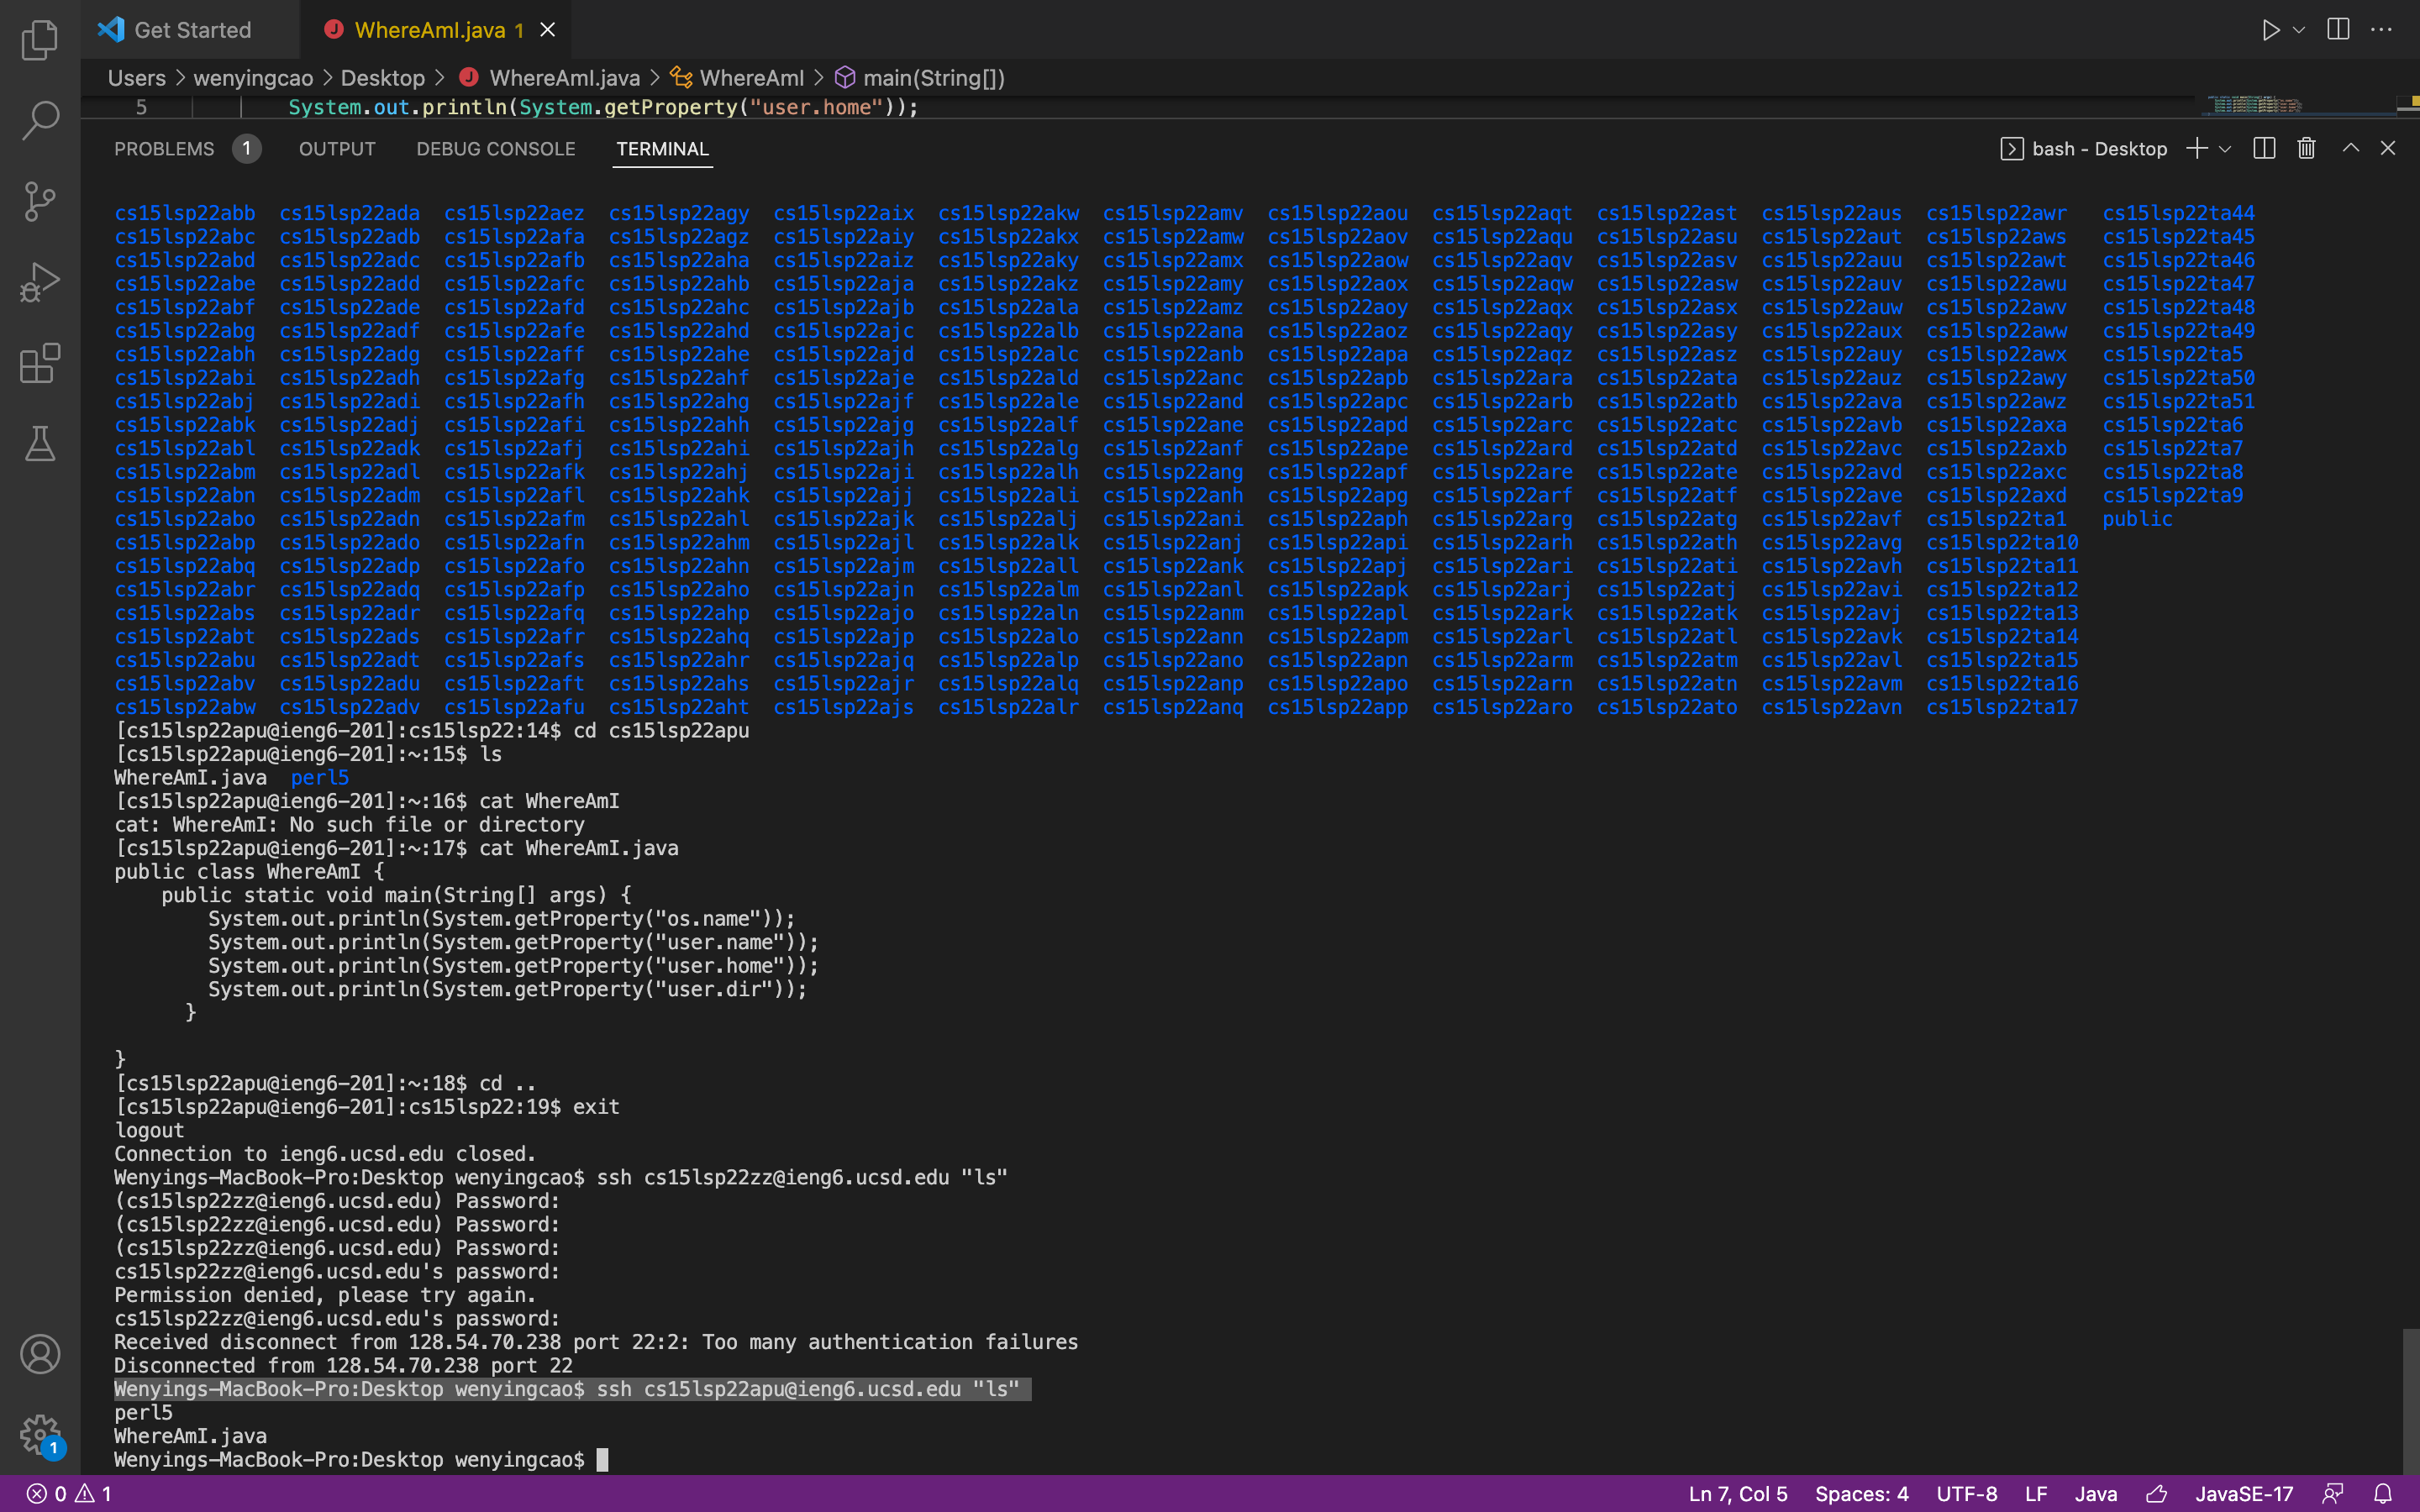 Get Started WhereAmI.java 1
Users > wenyingcao > Desktop > WhereAmI.java > WhereAmI > main(String[])
5 System.out.println(System.getProperty("user.home"));
PROBLEMS 1 OUTPUT DEBUG CONSOLE TERMINAL bash - Desktop
cs15lsp22abb cs15lsp22ada cs15lsp22aez cs15lsp22agy cs15lsp22aix cs15lsp22akw cs15lsp22amv cs15lsp22aou cs15lsp22aqt cs15lsp22ast cs15lsp22aus cs15lsp22awr cs15lsp22ta44
cs15lsp22abc cs15lsp22adb cs15lsp22afa cs15lsp22agz cs15lsp22aiy cs15lsp22akx cs15lsp22amw cs15lsp22aov cs15lsp22aqu cs15lsp22asu cs15lsp22aut cs15lsp22aws cs15lsp22ta45
cs15lsp22abd cs15lsp22adc cs15lsp22afb cs15lsp22aha cs15lsp22aiz cs15lsp22aky cs15lsp22amx cs15lsp22aow cs15lsp22aqv cs15lsp22asv cs15lsp22auu cs15lsp22awt cs15lsp22ta46
cs15lsp22abe cs15lsp22add cs15lsp22afc cs15lsp22ahb cs15lsp22aja cs15lsp22akz cs15lsp22amy cs15lsp22aox cs15lsp22aqw cs15lsp22asw cs15lsp22auv cs15lsp22awu cs15lsp22ta47
cs15lsp22abf cs15lsp22ade cs15lsp22afd cs15lsp22ahc cs15lsp22ajb cs15lsp22ala cs15lsp22amz cs15lsp22aoy cs15lsp22aqx cs15lsp22asx cs15lsp22auw cs15lsp22awv cs15lsp22ta48
cs15lsp22abg cs15lsp22adf cs15lsp22afe cs15lsp22ahd cs15lsp22ajc cs15lsp22alb cs15lsp22ana cs15lsp22aoz cs15lsp22aqy cs15lsp22asy cs15lsp22aux cs15lsp22aww cs15lsp22ta49
cs15lsp22abh cs15lsp22adg cs15lsp22aff cs15lsp22ahe cs15lsp22ajd cs15lsp22alc cs15lsp22anb cs15lsp22apa cs15lsp22aqz cs15lsp22asz cs15lsp22auy cs15lsp22awx cs15lsp22ta5
cs15lsp22abi cs15lsp22adh cs15lsp22afg cs15lsp22ahf cs15lsp22aje cs15lsp22ald cs15lsp22anc cs15lsp22apb cs15lsp22ara cs15lsp22ata cs15lsp22auz cs15lsp22awy cs15lsp22ta50
cs15lsp22abj cs15lsp22adi cs15lsp22afh cs15lsp22ahg cs15lsp22ajf cs15lsp22ale cs15lsp22and cs15lsp22apc cs15lsp22arb cs15lsp22atb cs15lsp22ava cs15lsp22awz cs15lsp22ta51
cs15lsp22abk cs15lsp22adj cs15lsp22afi cs15lsp22ahh cs15lsp22ajg cs15lsp22alf cs15lsp22ane cs15lsp22apd cs15lsp22arc cs15lsp22atc cs15lsp22avb cs15lsp22axa cs15lsp22ta6
cs15lsp22abl cs15lsp22adk cs15lsp22afj cs15lsp22ahi cs15lsp22ajh cs15lsp22alg cs15lsp22anf cs15lsp22ape cs15lsp22ard cs15lsp22atd cs15lsp22avc cs15lsp22axb cs15lsp22ta7
cs15lsp22abm cs15lsp22adl cs15lsp22afk cs15lsp22ahj cs15lsp22aji cs15lsp22alh cs15lsp22ang cs15lsp22apf cs15lsp22are cs15lsp22ate cs15lsp22avd cs15lsp22axc cs15lsp22ta8
cs15lsp22abn cs15lsp22adm cs15lsp22afl cs15lsp22ahk cs15lsp22ajj cs15lsp22ali cs15lsp22anh cs15lsp22apg cs15lsp22arf cs15lsp22atf cs15lsp22ave cs15lsp22axd cs15lsp22ta9
cs15lsp22abo cs15lsp22adn cs15lsp22afm cs15lsp22ahl cs15lsp22ajk cs15lsp22alj cs15lsp22ani cs15lsp22aph cs15lsp22arg cs15lsp22atg cs15lsp22avf cs15lsp22ta1 public
cs15lsp22abp cs15lsp22ado cs15lsp22afn cs15lsp22ahm cs15lsp22ajl cs15lsp22alk cs15lsp22anj cs15lsp22api cs15lsp22arh cs15lsp22ath cs15lsp22avg cs15lsp22ta10
cs15lsp22abq cs15lsp22adp cs15lsp22afo cs15lsp22ahn cs15lsp22ajm cs15lsp22all cs15lsp22ank cs15lsp22apj cs15lsp22ari cs15lsp22ati cs15lsp22avh cs15lsp22ta11
cs15lsp22abr cs15lsp22adq cs15lsp22afp cs15lsp22aho cs15lsp22ajn cs15lsp22alm cs15lsp22anl cs15lsp22apk cs15lsp22arj cs15lsp22atj cs15lsp22avi cs15lsp22ta12
cs15lsp22abs cs15lsp22adr cs15lsp22afq cs15lsp22ahp cs15lsp22ajo cs15lsp22aln cs15lsp22anm cs15lsp22apl cs15lsp22ark cs15lsp22atk cs15lsp22avj cs15lsp22ta13
cs15lsp22abt cs15lsp22ads cs15lsp22afr cs15lsp22ahq cs15lsp22ajp cs15lsp22alo cs15lsp22ann cs15lsp22apm cs15lsp22arl cs15lsp22atl cs15lsp22avk cs15lsp22ta14
cs15lsp22abu cs15lsp22adt cs15lsp22afs cs15lsp22ahr cs15lsp22ajq cs15lsp22alp cs15lsp22ano cs15lsp22apn cs15lsp22arm cs15lsp22atm cs15lsp22avl cs15lsp22ta15
cs15lsp22abv cs15lsp22adu cs15lsp22aft cs15lsp22ahs cs15lsp22ajr cs15lsp22alq cs15lsp22anp cs15lsp22apo cs15lsp22arn cs15lsp22atn cs15lsp22avm cs15lsp22ta16
cs15lsp22abw cs15lsp22adv cs15lsp22afu cs15lsp22aht cs15lsp22ajs cs15lsp22alr cs15lsp22anq cs15lsp22app cs15lsp22aro cs15lsp22ato cs15lsp22avn cs15lsp22ta17
[cs15lsp22apu@ieng6-201]:cs15lsp22:14$ cd cs15lsp22apu
[cs15lsp22apu@ieng6-201]:~:15$ ls
WhereAmI.java perl5
[cs15lsp22apu@ieng6-201]:~:16$ cat WhereAmI
cat: WhereAmI: No such file or directory
[cs15lsp22apu@ieng6-201]:~:17$ cat WhereAmI.java
public class WhereAmI {
public static void main(String[] args) {
System.out.println(System.getProperty("os.name"));
System.out.println(System.getProperty("user.name"));
System.out.println(System.getProperty("user.home"));
System.out.println(System.getProperty("user.dir"));
}
}
[cs15lsp22apu@ieng6-201]:~:18$ cd ..
[cs15lsp22apu@ieng6-201]:cs15lsp22:19$ exit
logout
Connection to ieng6.ucsd.edu closed.
Wenyings-MacBook-Pro:Desktop wenyingcao$ ssh cs15lsp22zz@ieng6.ucsd.edu "ls"
(cs15lsp22zz@ieng6.ucsd.edu) Password:
(cs15lsp22zz@ieng6.ucsd.edu) Password:
(cs15lsp22zz@ieng6.ucsd.edu) Password:
cs15lsp22zz@ieng6.ucsd.edu's password:
Permission denied, please try again.
cs15lsp22zz@ieng6.ucsd.edu's password:
Received disconnect from 128.54.70.238 port 22:2: Too many authentication failures
Disconnected from 128.54.70.238 port 22
Wenyings-MacBook-Pro:Desktop wenyingcao$ ssh cs15lsp22apu@ieng6.ucsd.edu "ls"
perl5
WhereAmI.java
Wenyings-MacBook-Pro:Desktop wenyingcao$
1
0 1 Ln 7, Col 5 Spaces: 4 UTF-8 LF Java JavaSE-17